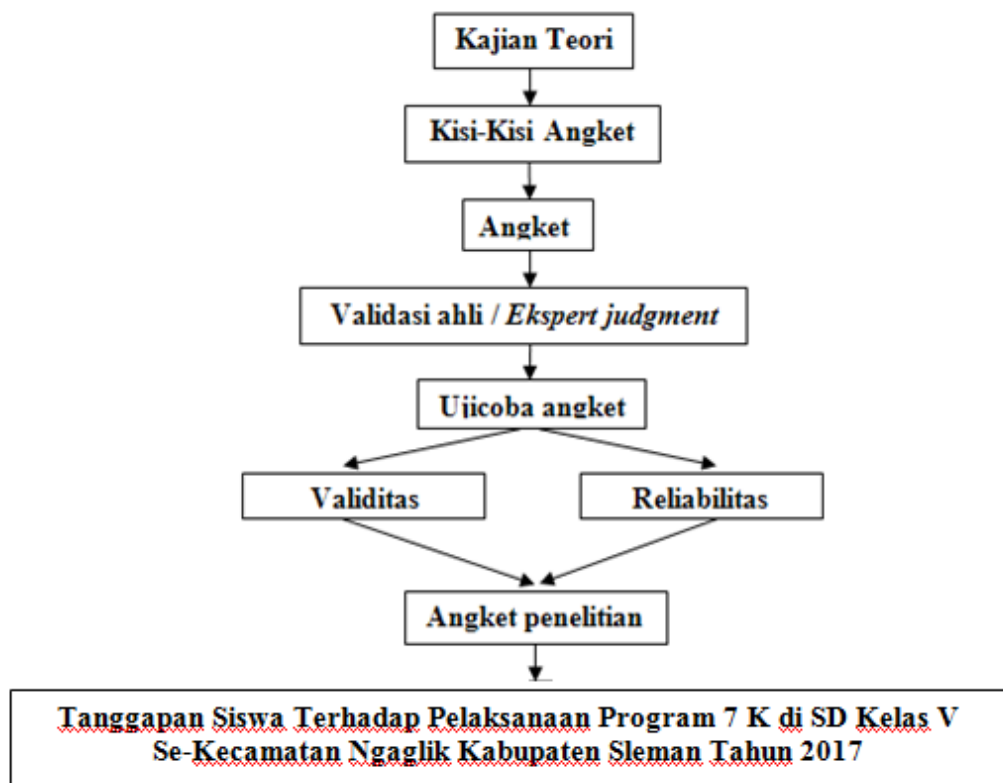 Kajian Teori
Kisi-Kisi Angket
Angket
Validasi ahli / Ekspert judgment
Ujicoba angket
Validitas
Reliabilitas
Angket penelitian
Tanggapan Siswa Terhadap Pelaksanaan Program 7 K di SD Kelas V
Se-Kecamatan Ngaglik Kabupaten Sleman Tahun 2017